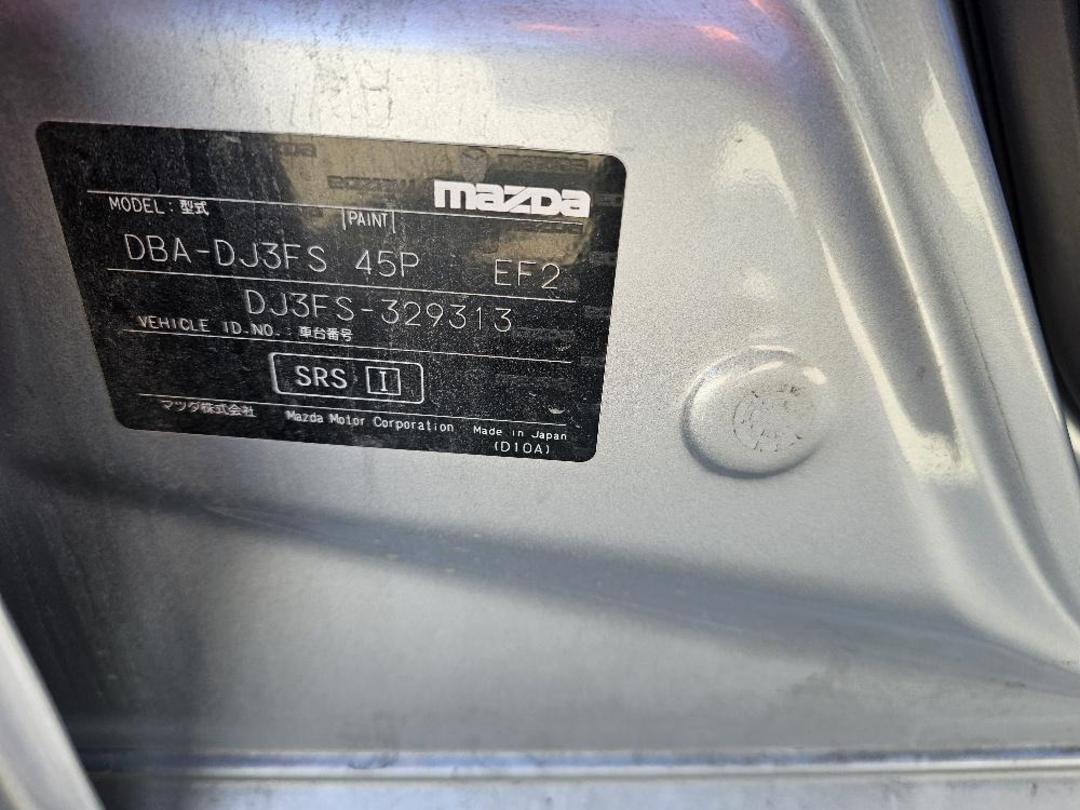 mazda
MODEL : 型式 PAINT
DBA-DJ3FS 45P EF2
DJ3FS-329313
VEHICLE ID.NO. : 車台番号
SRS I
マツダ株式会社 Mazda Motor Corporation Made in Japan
(D10A)